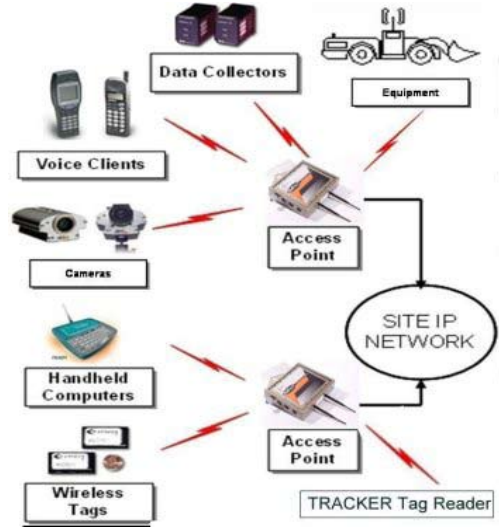 Data Collectors
Equipment
Voice Clients
Access
Point
Cameras
SITE IP
NETWORK
Handheld
Computers
Access
Point
Wireless
Tags
TRACKER Tag Reader